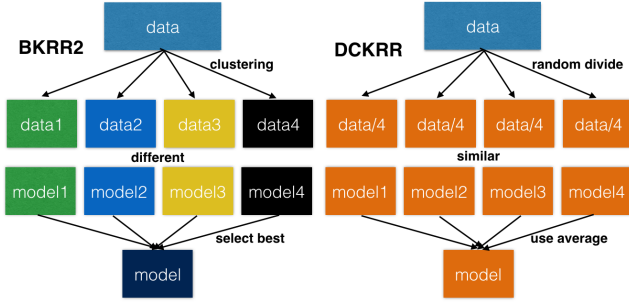 BKRR2
data
clustering
data1 data2 data3 data4
different
model1 model2 model3 model4
select best
model
DCKRR
data
random divide
data/4 data/4 data/4 data/4
similar
model1 model2 model3 model4
use average
model